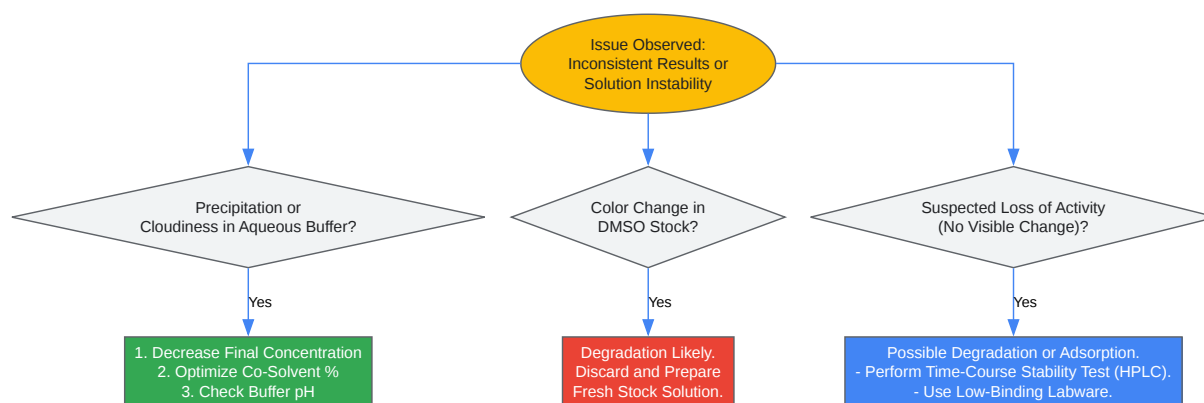 Issue Observed:
Inconsistent Results or
Solution Instability
Precipitation or
Cloudiness in Aqueous Buffer?
Color Change in
DMSO Stock?
Suspected Loss of Activity
(No Visible Change)?
Yes
Yes
Yes
1. Decrease Final Concentration
2. Optimize Co-Solvent %
3. Check Buffer pH
Degradation Likely.
Discard and Prepare
Fresh Stock Solution.
Possible Degradation or Adsorption.
- Perform Time-Course Stability Test (HPLC).
- Use Low-Binding Labware.